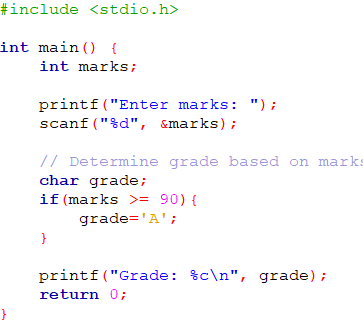 #include <stdio.h>
int main() {
    int marks;
    printf("Enter marks: ");
    scanf("%d", &marks);
    // Determine grade based on marks
    char grade;
    if(marks >= 90){
        grade='A';
    }
    printf("Grade: %c\n", grade);
    return 0;
}